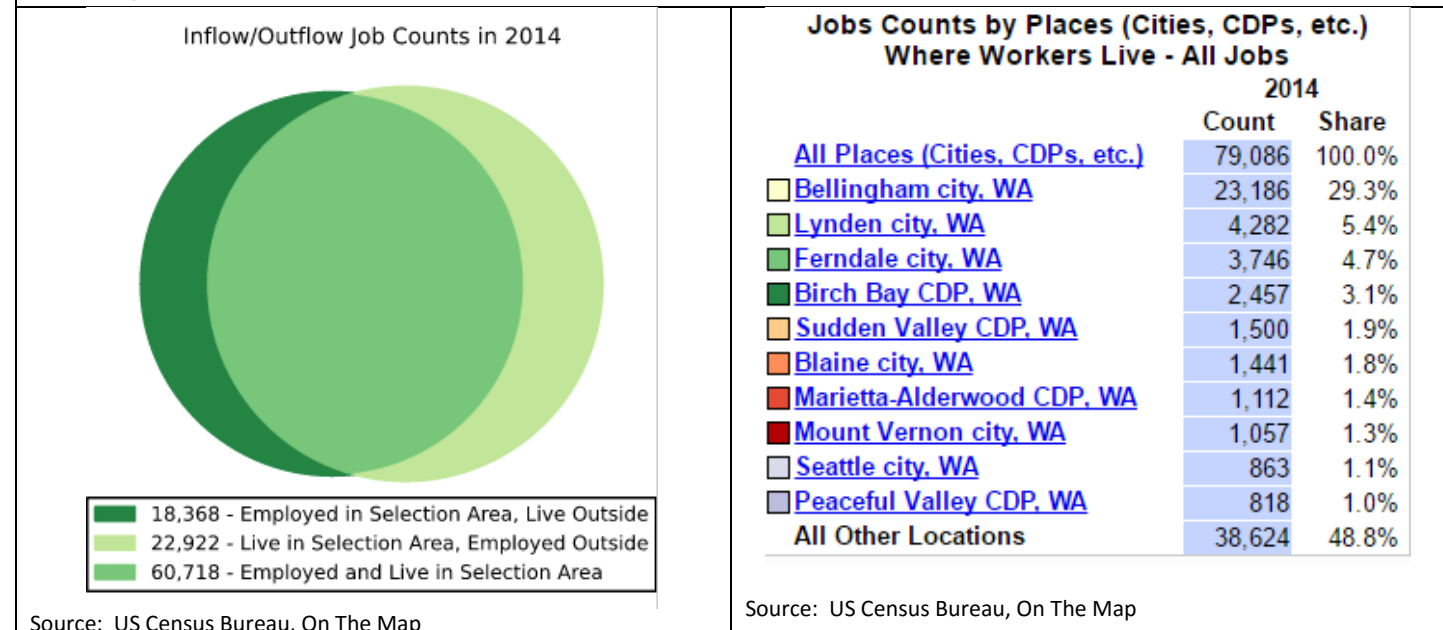 Inflow/Outflow Job Counts in 2014
18,368 - Employed in Selection Area, Live Outside
22,922 - Live in Selection Area, Employed Outside
60,718 - Employed and Live in Selection Area
Source: US Census Bureau, On The Map
Jobs Counts by Places (Cities, CDPs, etc.)
Where Workers Live - All Jobs
2014
Count Share
All Places (Cities, CDPs, etc.) 79,086 100.0%
Bellingham city, WA 23,186 29.3%
Lynden city, WA 4,282 5.4%
Ferndale city, WA 3,746 4.7%
Birch Bay CDP, WA 2,457 3.1%
Sudden Valley CDP, WA 1,500 1.9%
Blaine city, WA 1,441 1.8%
Marietta-Alderwood CDP, WA 1,112 1.4%
Mount Vernon city, WA 1,057 1.3%
Seattle city, WA 863 1.1%
Peaceful Valley CDP, WA 818 1.0%
All Other Locations 38,624 48.8%
Source: US Census Bureau, On The Map